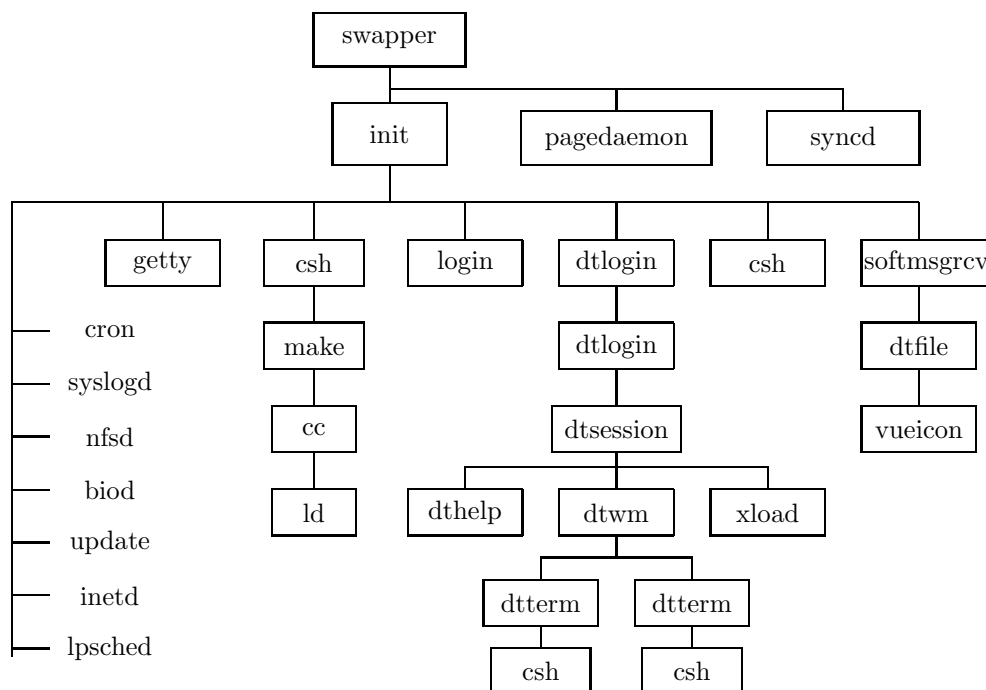 swapper
init
pagedaemon
syncd
getty
csh
login
dtlogin
csh
softmsgrcv
cron
make
dtlogin
dtfile
syslogd
nfsd
cc
dtsession
vueicon
biod
ld
dthelp
dtwm
xload
update
inetd
dtterm
dtterm
lpsched
csh
csh